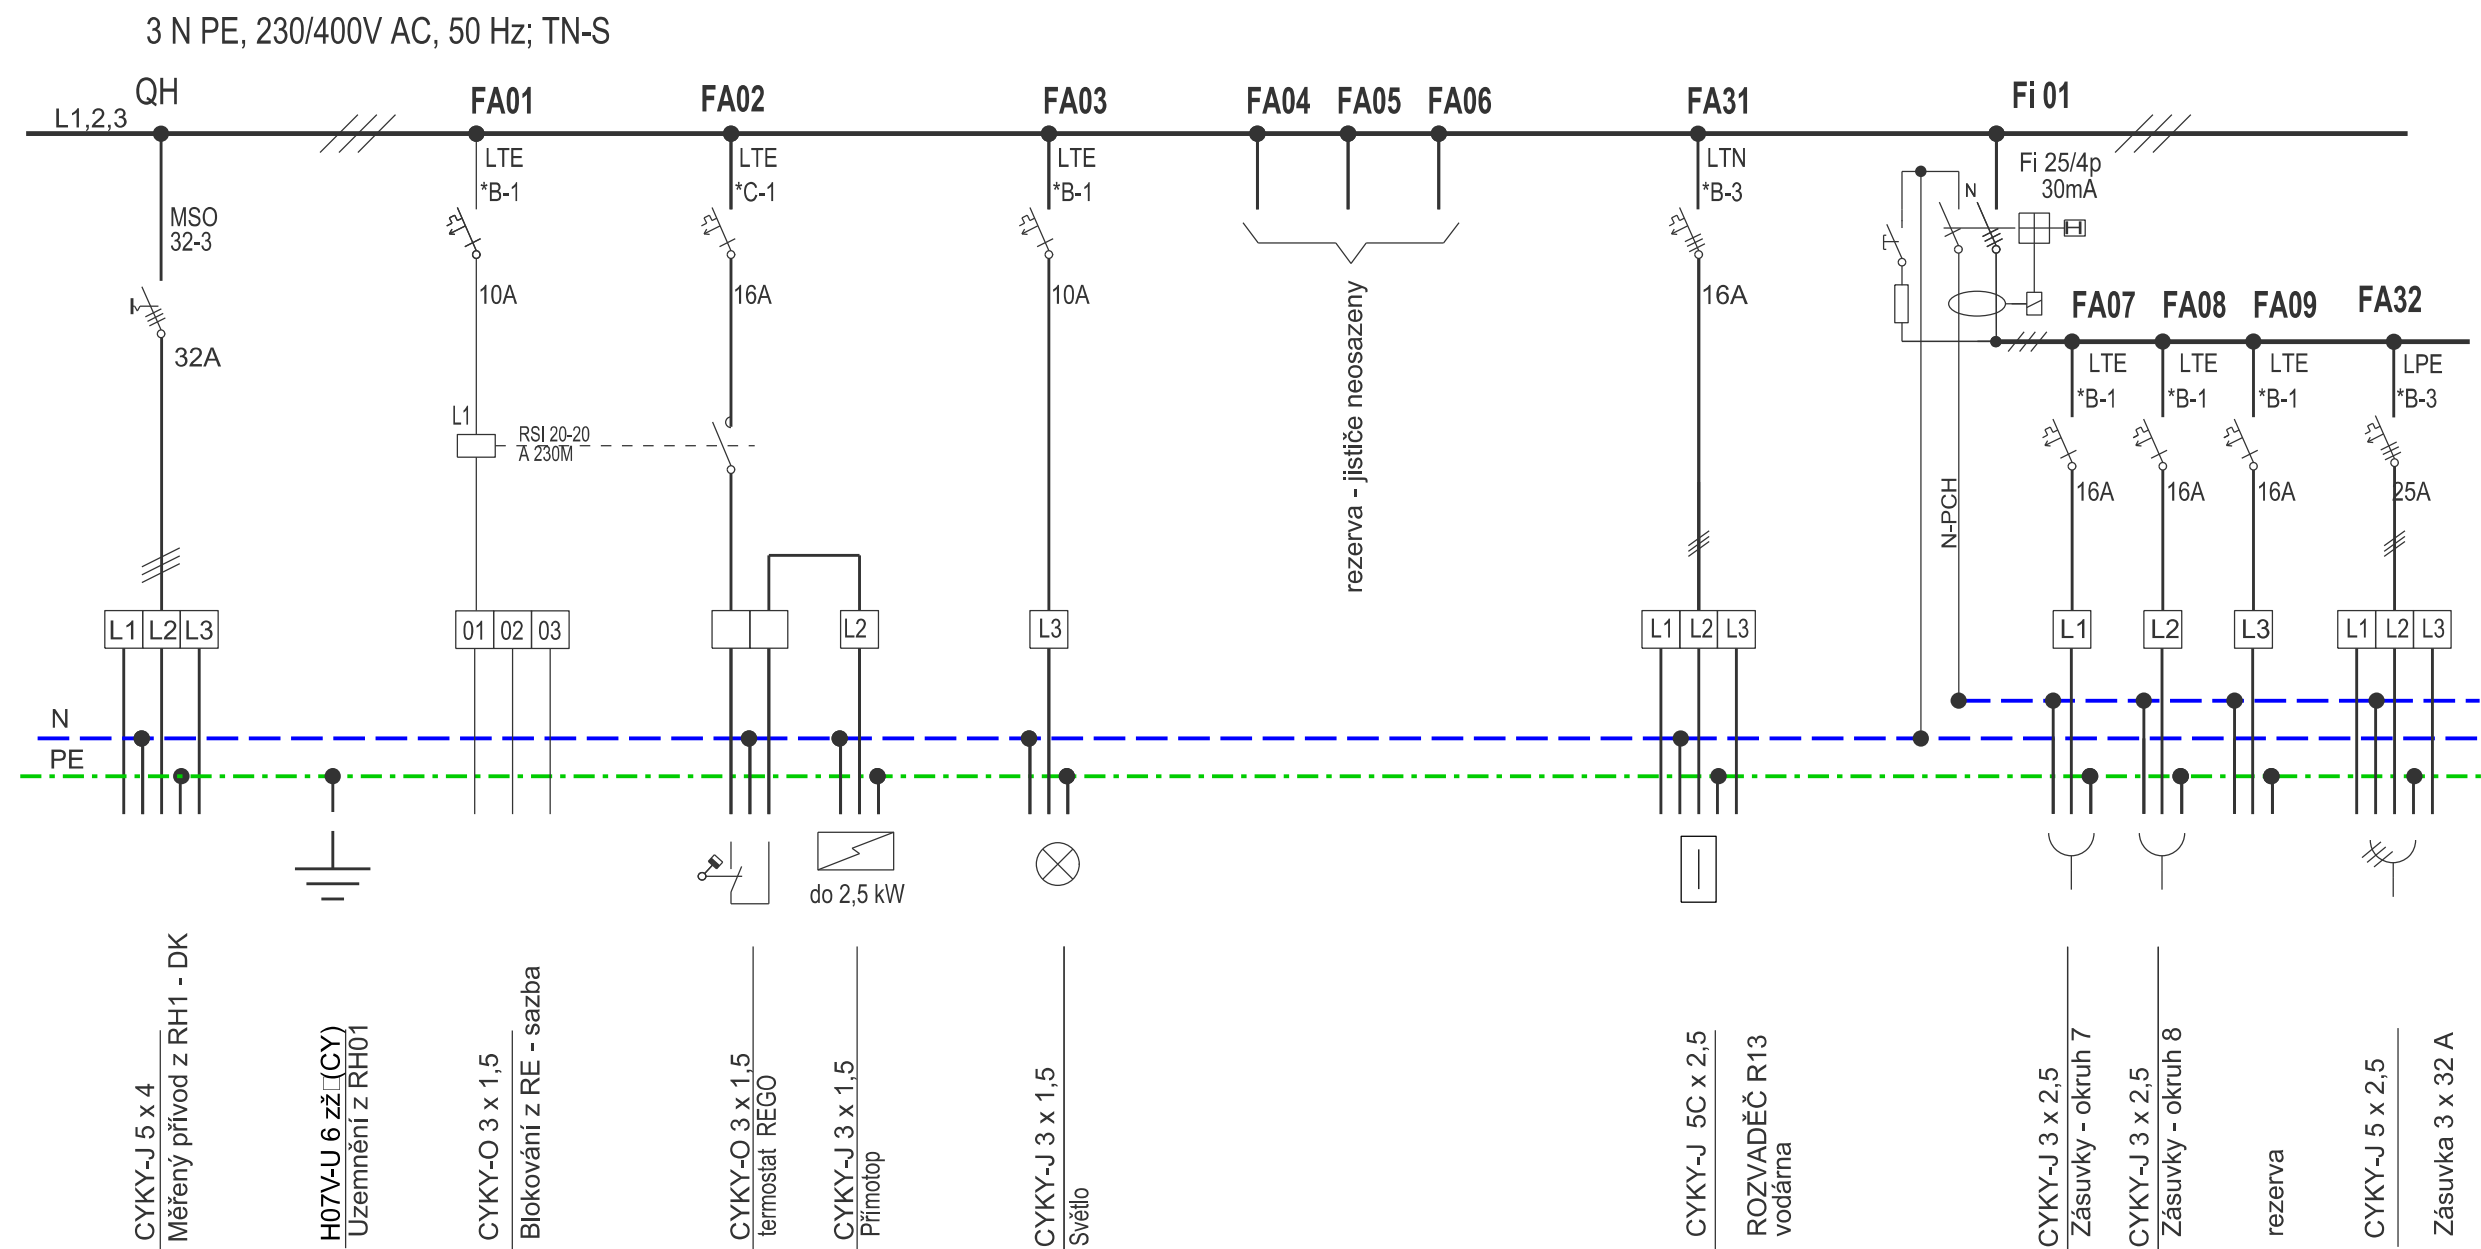 3 N PE, 230/400V AC, 50 Hz; TN-S
L1,2,3
QH
FA01
FA02
FA03
FA04
FA05
FA06
FA31
Fi 01
MSO
32-3
32A
LTE
*B-1
10A
L1
RSI 20-20
A 230M
LTE
*C-1
16A
LTE
*B-1
10A
rezerva - jističe neosazeny
LTN
*B-3
16A
N
Fi 25/4p
30mA
N-PCH
FA07
FA08
FA09
FA32
LTE
*B-1
16A
LTE
*B-1
16A
LTE
*B-1
16A
LPE
*B-3
25A
L1 L2 L3
01 02 03
L2
L3
L1 L2 L3
L1
L2
L3
L1 L2 L3
N
PE
do 2,5 kW
CYKY-J 5 x 4
Měřený přívod z RH1 - DK
H07V-U 6 zž□(CY)
Uzemnění z RH01
CYKY-O 3 x 1,5
Blokování z RE - sazba
CYKY-O 3 x 1,5
termostat REGO
CYKY-J 3 x 1,5
Přímotop
CYKY-J 3 x 1,5
Světlo
CYKY-J 5C x 2,5
ROZVADĚČ R13
vodárna
CYKY-J 3 x 2,5
Zásuvky - okruh 7
CYKY-J 3 x 2,5
Zásuvky - okruh 8
rezerva
CYKY-J 5 x 2,5
Zásuvka 3 x 32 A